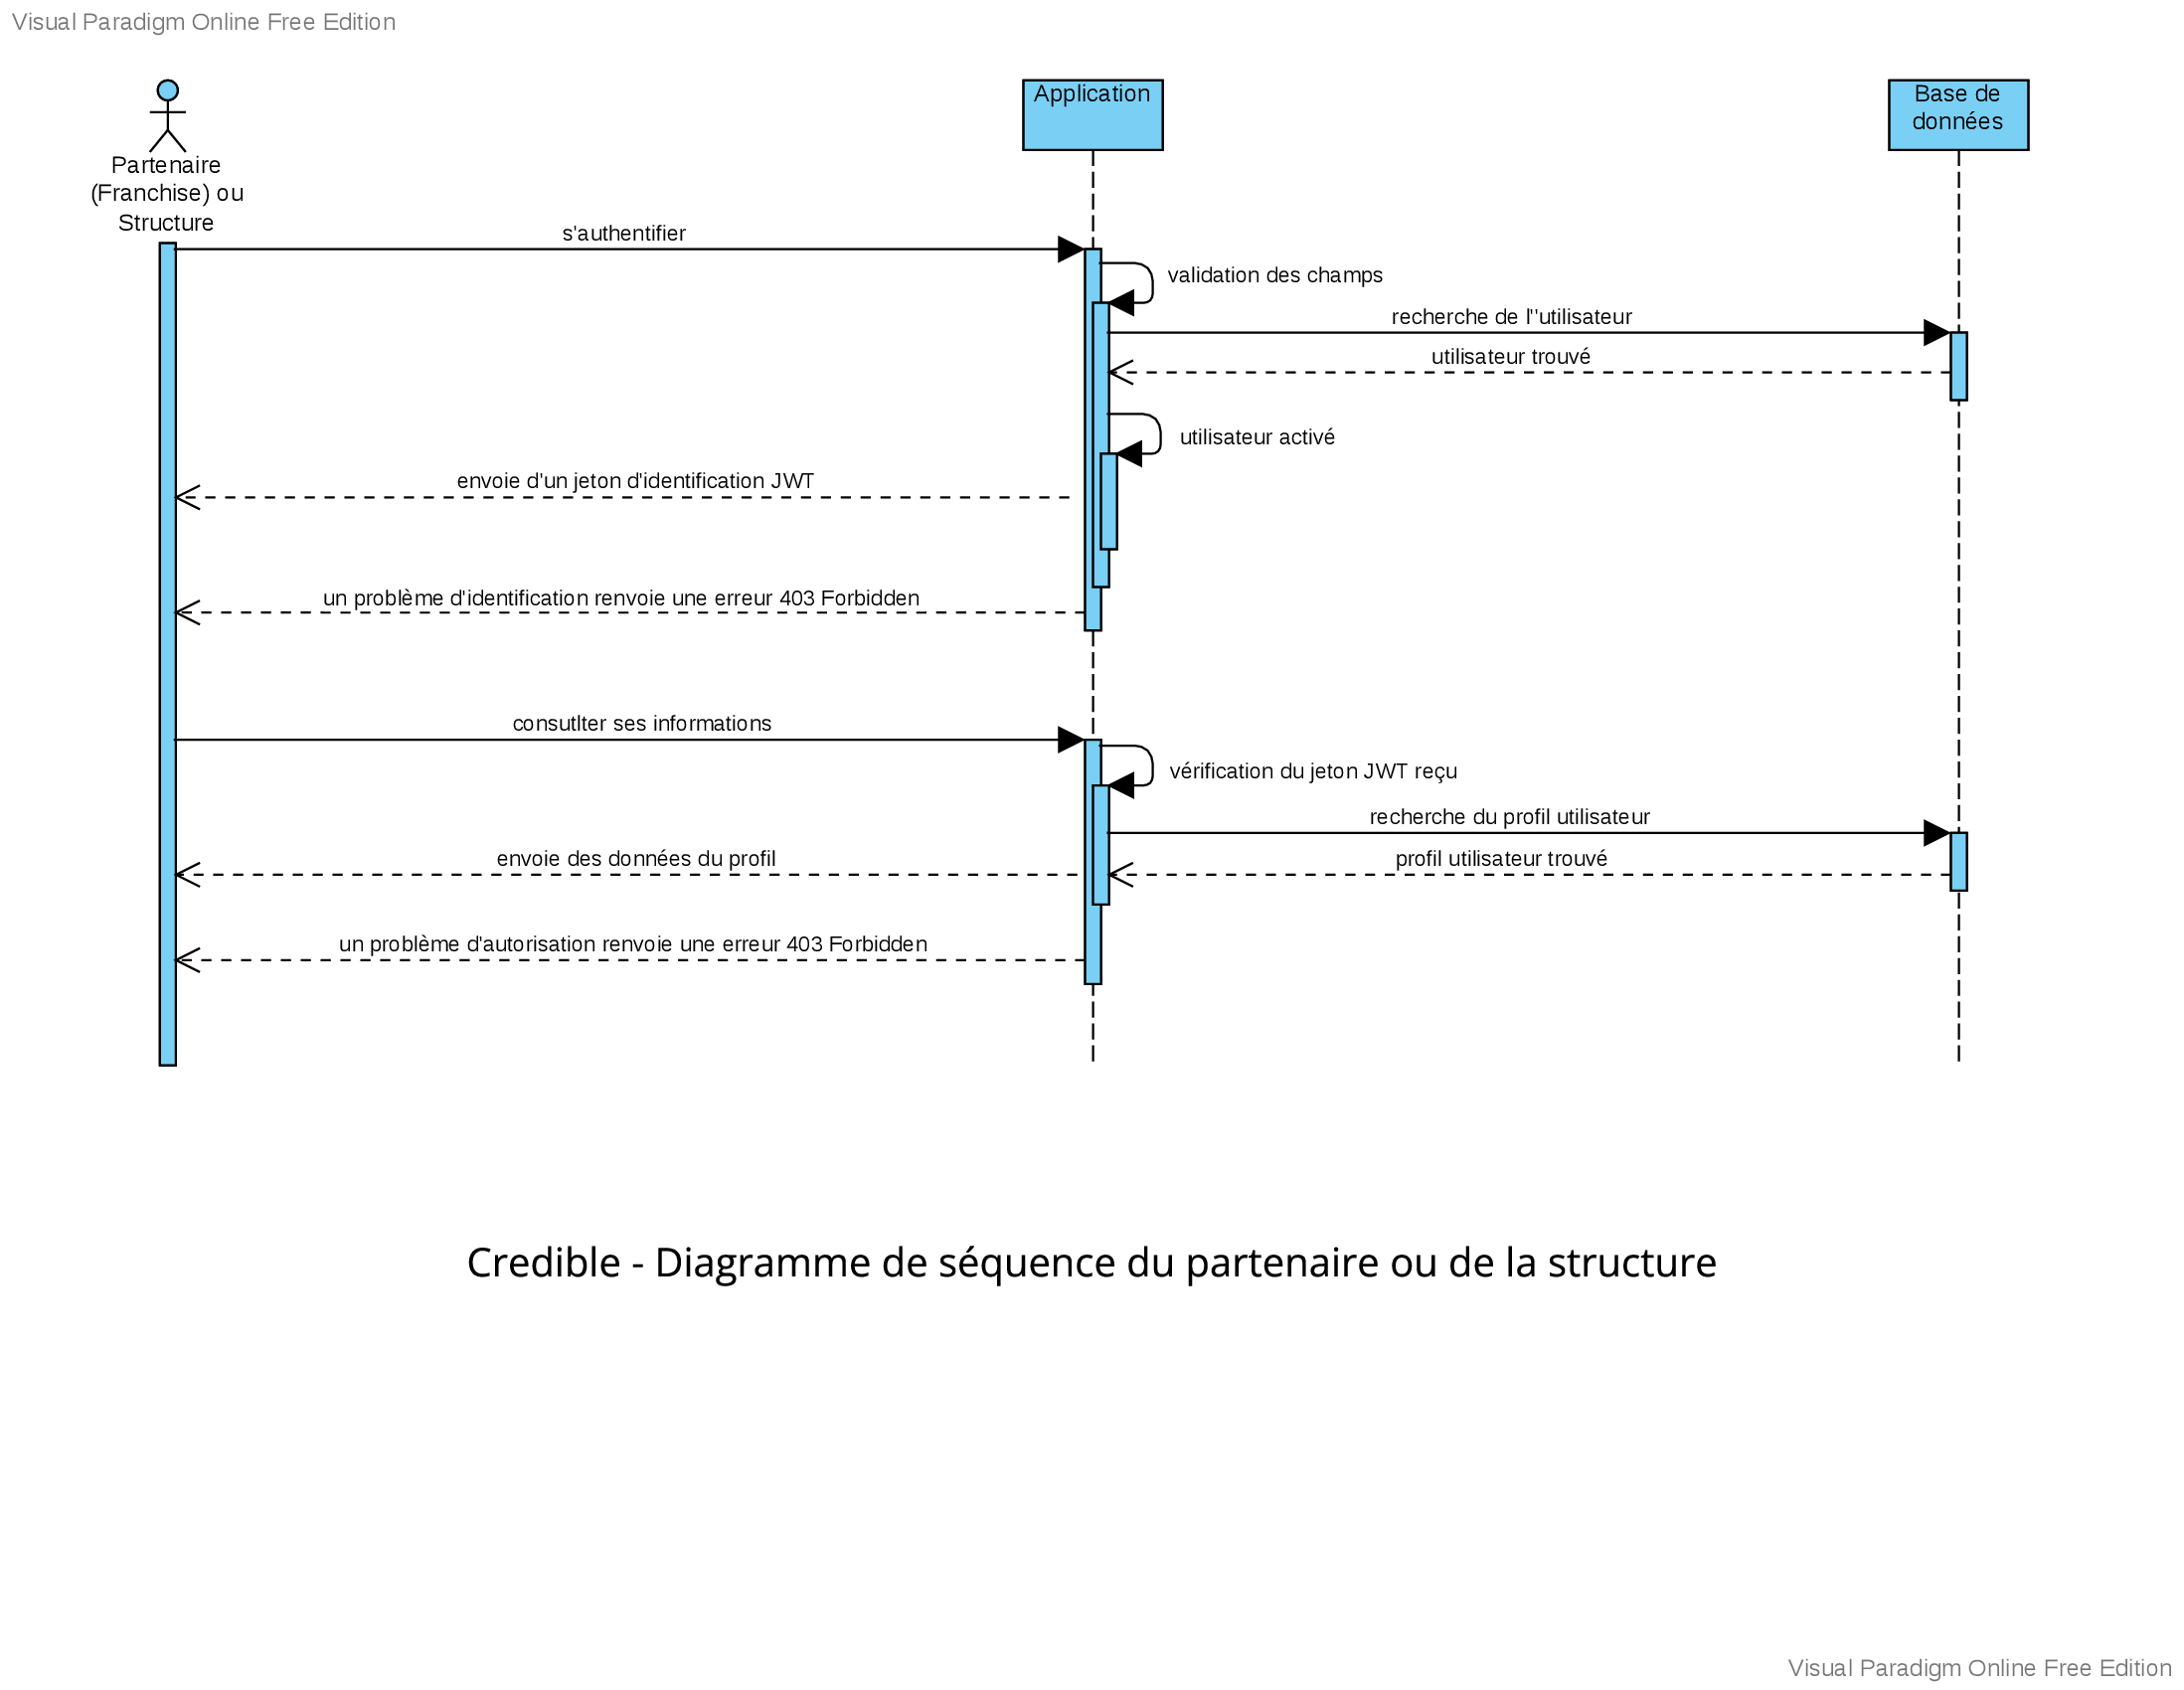 Visual Paradigm Online Free Edition
Partenaire
(Franchise) ou
Structure
Application
Base de
données
s'authentifier
validation des champs
recherche de l''utilisateur
utilisateur trouvé
utilisateur activé
envoie d'un jeton d'identification JWT
un problème d'identification renvoie une erreur 403 Forbidden
consutlter ses informations
vérification du jeton JWT reçu
recherche du profil utilisateur
envoie des données du profil
profil utilisateur trouvé
un problème d'autorisation renvoie une erreur 403 Forbidden
Credible - Diagramme de séquence du partenaire ou de la structure
Visual Paradigm Online Free Edition